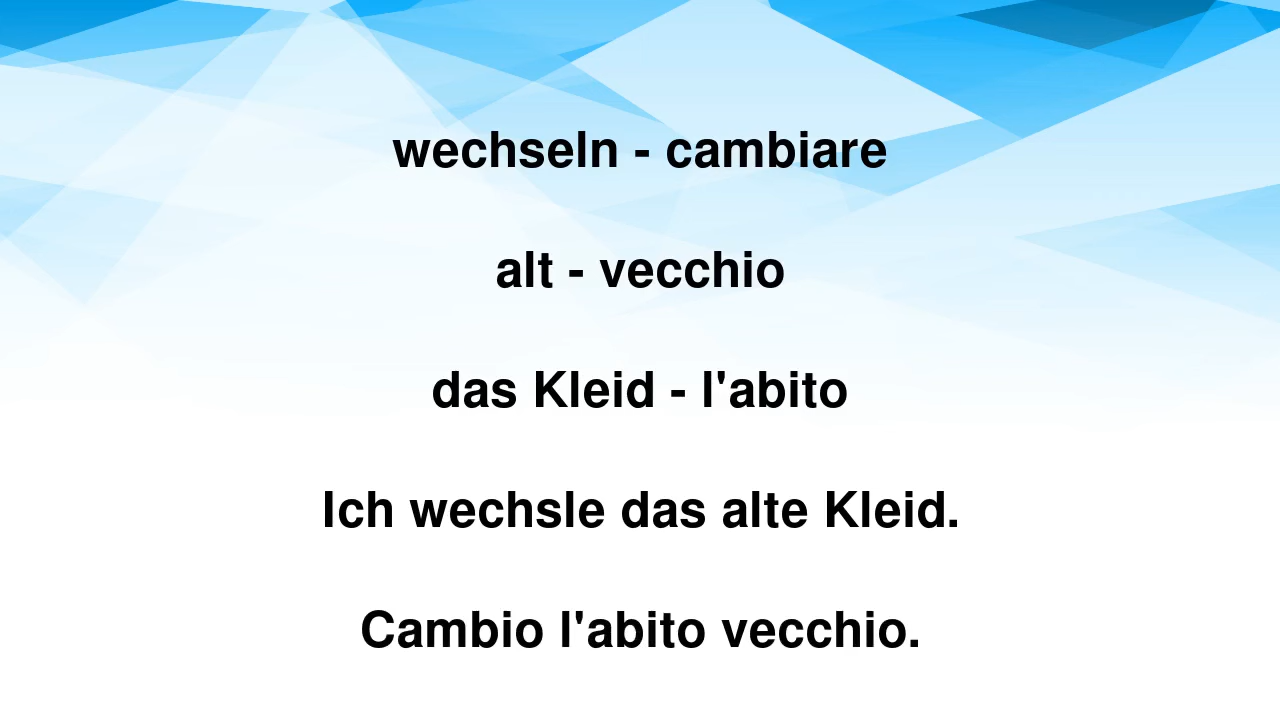 wechseln - cambiare
alt - vecchio
das Kleid - l'abito
Ich wechsle das alte Kleid.
Cambio l'abito vecchio.